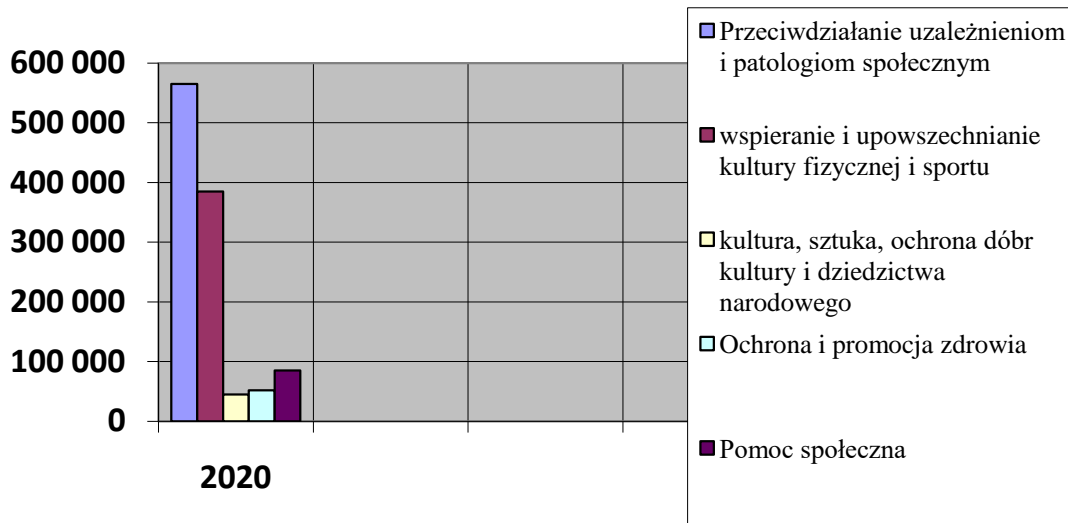 600 000
500 000
400 000
300 000
200 000
100 000
0
2020
Przeciwdziałanie uzależnieniom
i patologiom społecznym
wspieranie i upowszechnianie
kultury fizycznej i sportu
kultura, sztuka, ochrona dóbr
kultury i dziedzictwa
narodowego
Ochrona i promocja zdrowia
Pomoc społeczna